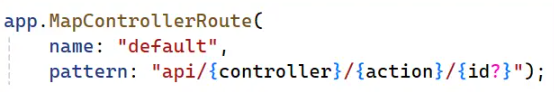 app.MapControllerRoute(
    name: "default",
    pattern: "api/{controller}/{action}/{id?}");